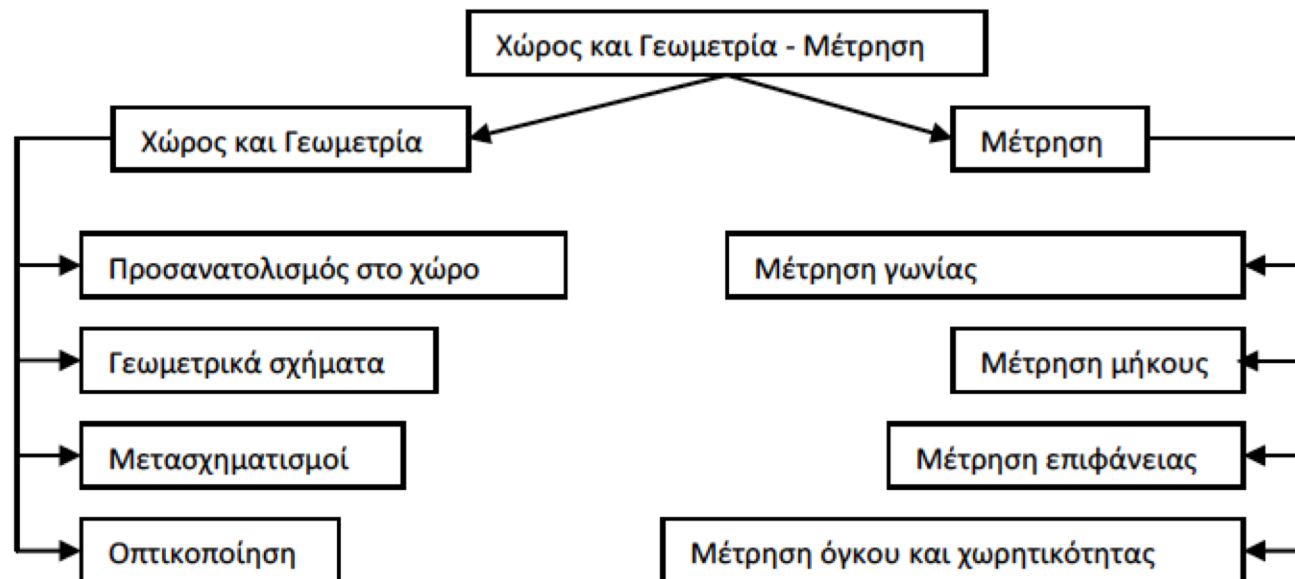 Χώρος και Γεωμετρία - Μέτρηση
Χώρος και Γεωμετρία
Μέτρηση
Προσανατολισμός στο χώρο
Μέτρηση γωνίας
Γεωμετρικά σχήματα
Μέτρηση μήκους
Μετασχηματισμοί
Μέτρηση επιφάνειας
Οπτικοποίηση
Μέτρηση όγκου και χωρητικότητας